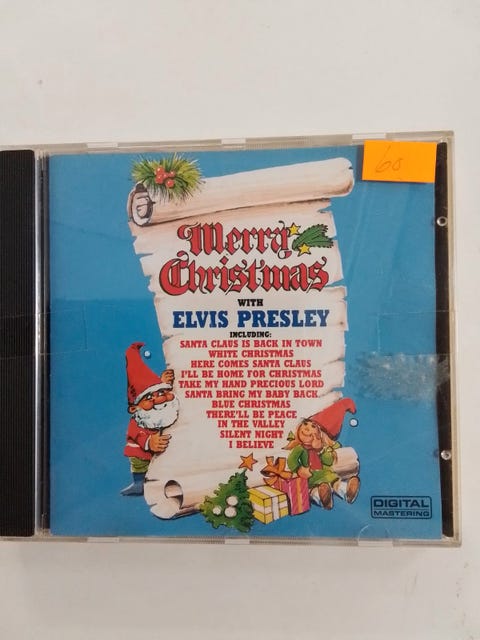 60
Merry
Christmas
WITH
ELVIS PRESLEY
INCLUDING:
SANTA CLAUS IS BACK IN TOWN
WHITE CHRISTMAS
HERE COMES SANTA CLAUS
I'LL BE HOME FOR CHRISTMAS
TAKE MY HAND PRECIOUS LORD
SANTA BRING MY BABY BACK
BLUE CHRISTMAS
THERE'LL BE PEACE
IN THE VALLEY
SILENT NIGHT
I BELIEVE
DIGITAL
MASTERING